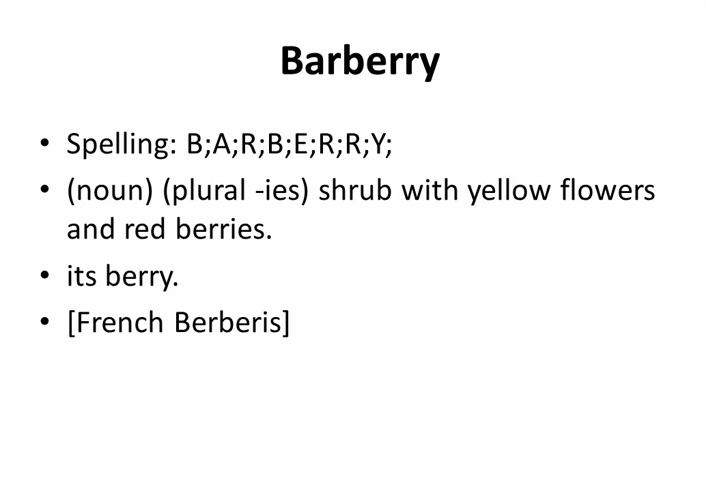 Barberry
• Spelling: B;A;R;B;E;R;R;Y;
• (noun) (plural -ies) shrub with yellow flowers
and red berries.
• its berry.
• [French Berberis]